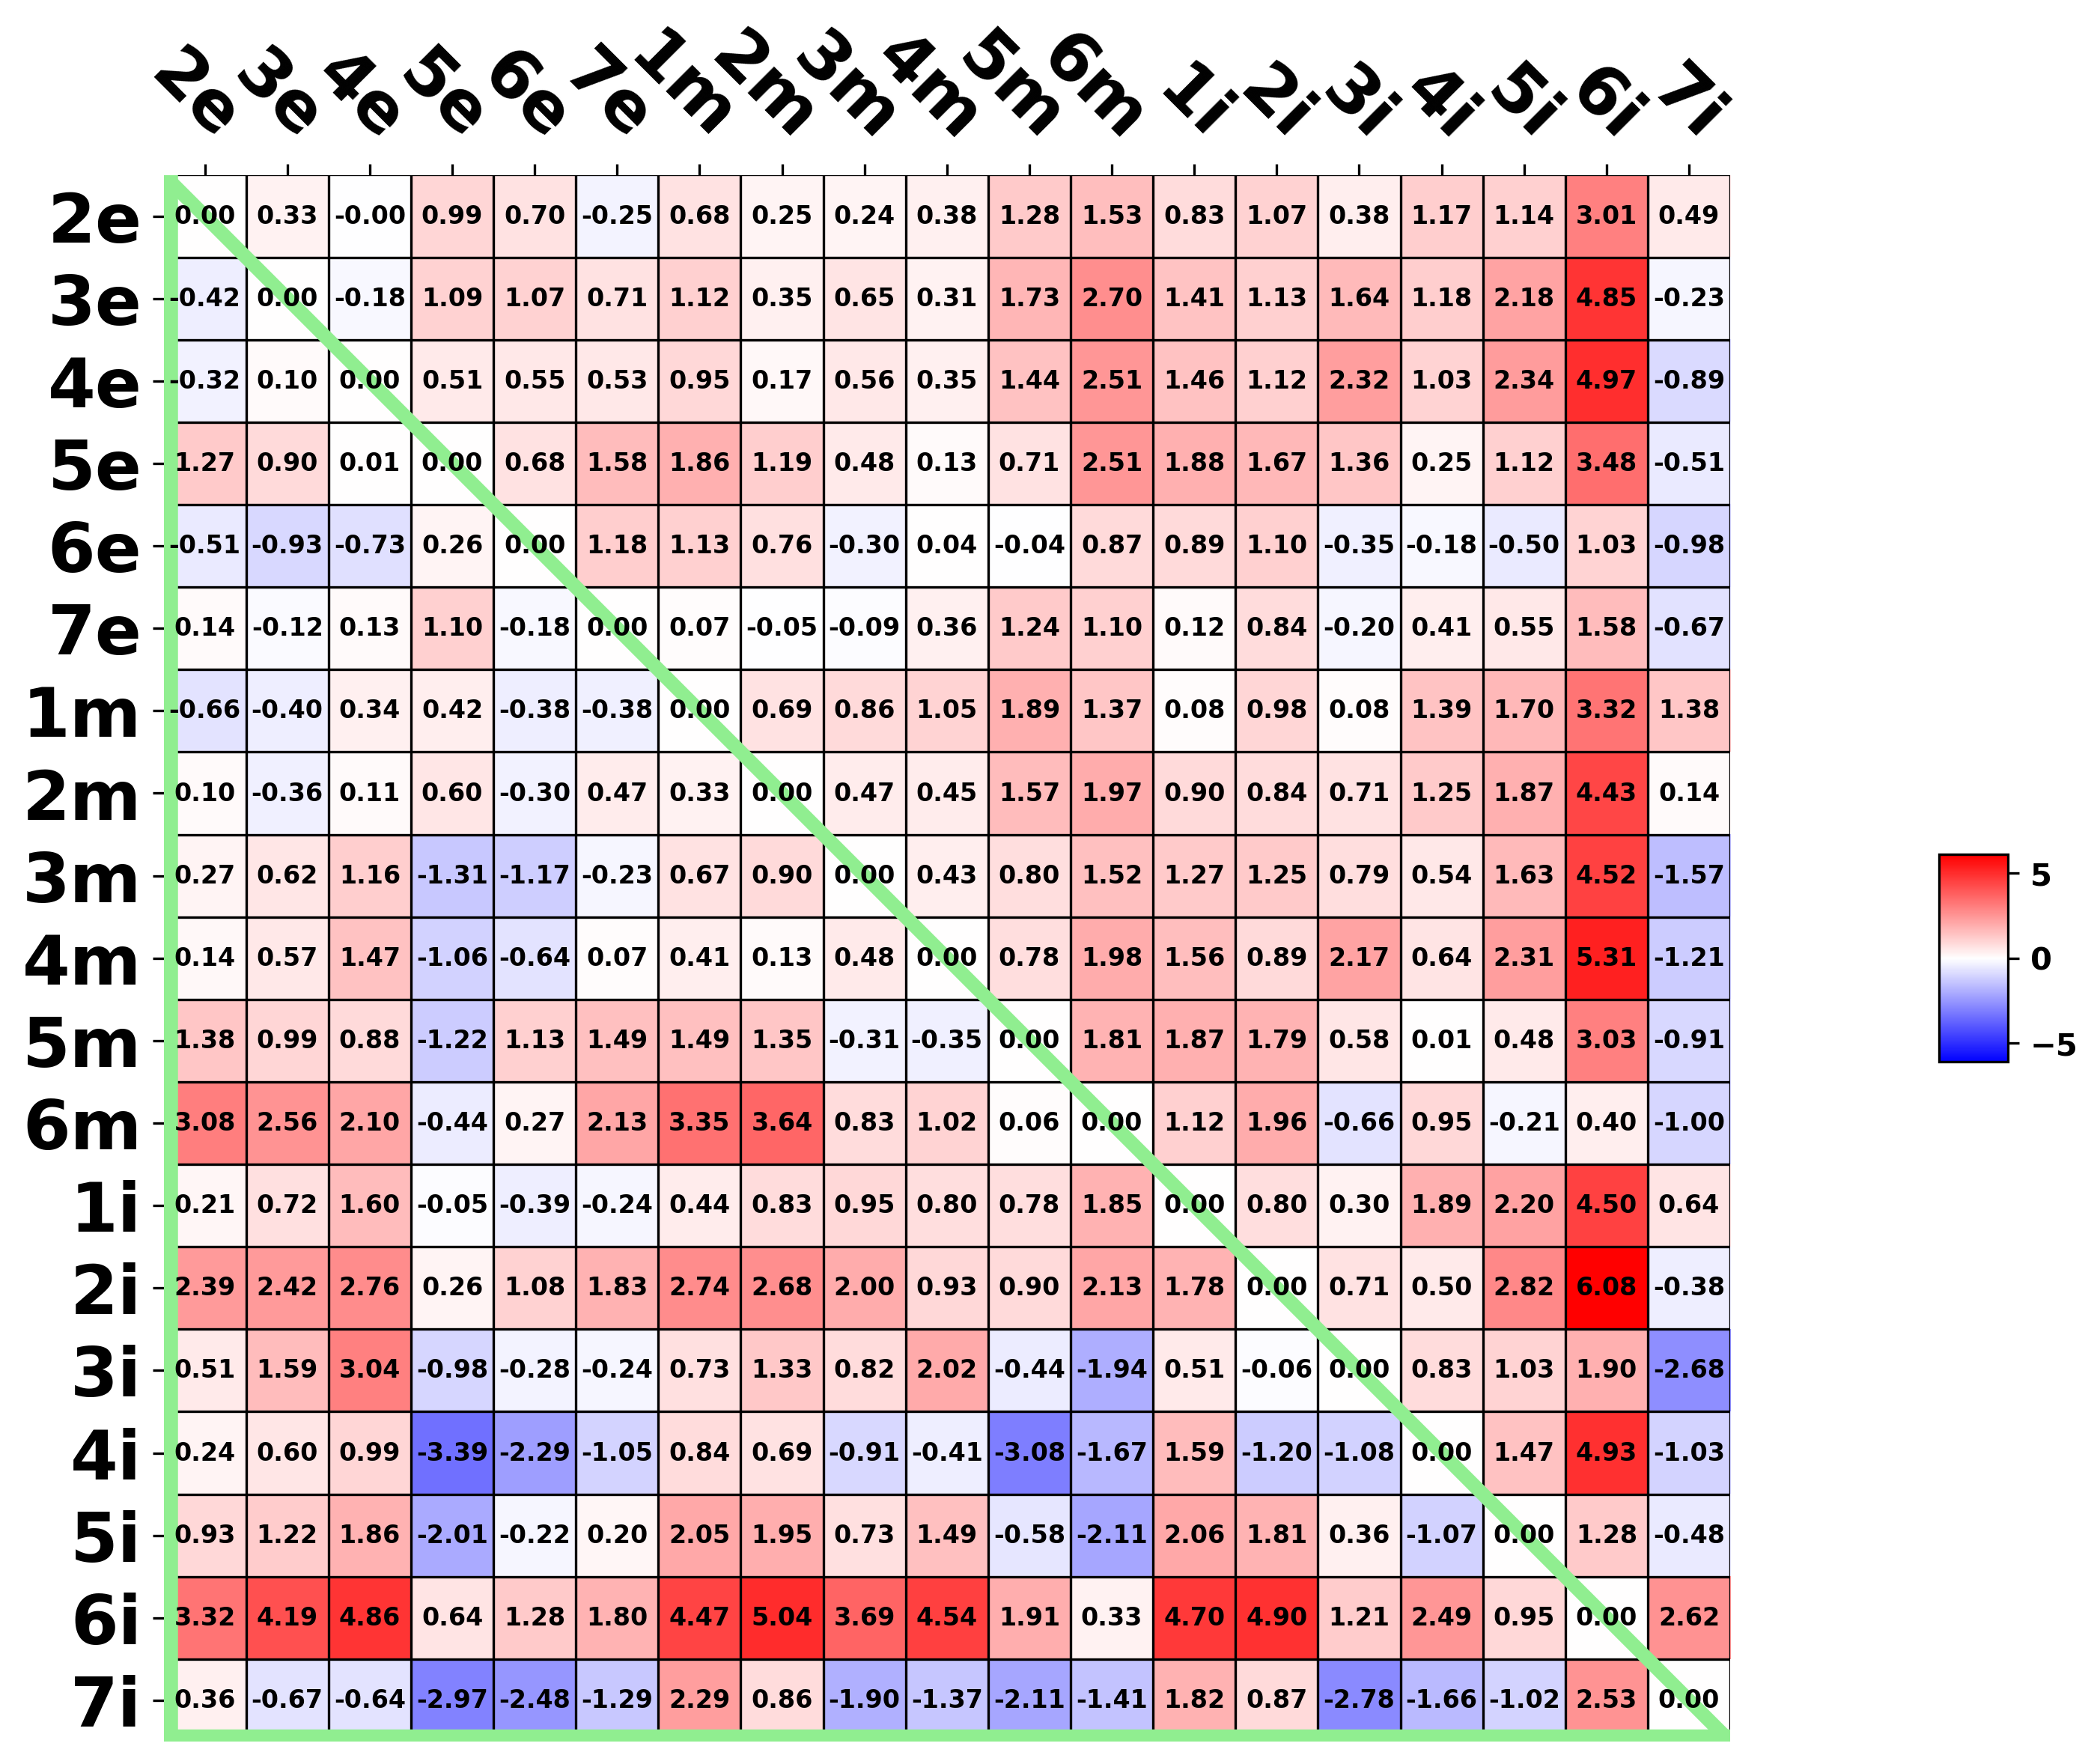 2e 3e 4e 5e 6e 7e 1m 2m 3m 4m 5m 6m 1i 2i 3i 4i 5i 6i 7i
2e 0.00 0.33 -0.00 0.99 0.70 -0.25 0.68 0.25 0.24 0.38 1.28 1.53 0.83 1.07 0.38 1.17 1.14 3.01 0.49
3e -0.42 0.00 -0.18 1.09 1.07 0.71 1.12 0.35 0.65 0.31 1.73 2.70 1.41 1.13 1.64 1.18 2.18 4.85 -0.23
4e -0.32 0.10 0.00 0.51 0.55 0.53 0.95 0.17 0.56 0.35 1.44 2.51 1.46 1.12 2.32 1.03 2.34 4.97 -0.89
5e 1.27 0.90 0.01 0.00 0.68 1.58 1.86 1.19 0.48 0.13 0.71 2.51 1.88 1.67 1.36 0.25 1.12 3.48 -0.51
6e -0.51 -0.93 -0.73 0.26 0.00 1.18 1.13 0.76 -0.30 0.04 -0.04 0.87 0.89 1.10 -0.35 -0.18 -0.50 1.03 -0.98
7e 0.14 -0.12 0.13 1.10 -0.18 0.00 0.07 -0.05 -0.09 0.36 1.24 1.10 0.12 0.84 -0.20 0.41 0.55 1.58 -0.67
1m -0.66 -0.40 0.34 0.42 -0.38 -0.38 0.00 0.69 0.86 1.05 1.89 1.37 0.08 0.98 0.08 1.39 1.70 3.32 1.38
2m 0.10 -0.36 0.11 0.60 -0.30 0.47 0.33 0.00 0.47 0.45 1.57 1.97 0.90 0.84 0.71 1.25 1.87 4.43 0.14
3m 0.27 0.62 1.16 -1.31 -1.17 -0.23 0.67 0.90 0.00 0.43 0.80 1.52 1.27 1.25 0.79 0.54 1.63 4.52 -1.57
4m 0.14 0.57 1.47 -1.06 -0.64 0.07 0.41 0.13 0.48 0.00 0.78 1.98 1.56 0.89 2.17 0.64 2.31 5.31 -1.21
5m 1.38 0.99 0.88 -1.22 1.13 1.49 1.49 1.35 -0.31 -0.35 0.00 1.81 1.87 1.79 0.58 0.01 0.48 3.03 -0.91
6m 3.08 2.56 2.10 -0.44 0.27 2.13 3.35 3.64 0.83 1.02 0.06 0.00 1.12 1.96 -0.66 0.95 -0.21 0.40 -1.00
1i 0.21 0.72 1.60 -0.05 -0.39 -0.24 0.44 0.83 0.95 0.80 0.78 1.85 0.00 0.80 0.30 1.89 2.20 4.50 0.64
2i 2.39 2.42 2.76 0.26 1.08 1.83 2.74 2.68 2.00 0.93 0.90 2.13 1.78 0.00 0.71 0.50 2.82 6.08 -0.38
3i 0.51 1.59 3.04 -0.98 -0.28 -0.24 0.73 1.33 0.82 2.02 -0.44 -1.94 0.51 -0.06 0.00 0.83 1.03 1.90 -2.68
4i 0.24 0.60 0.99 -3.39 -2.29 -1.05 0.84 0.69 -0.91 -0.41 -3.08 -1.67 1.59 -1.20 -1.08 0.00 1.47 4.93 -1.03
5i 0.93 1.22 1.86 -2.01 -0.22 0.20 2.05 1.95 0.73 1.49 -0.58 -2.11 2.06 1.81 0.36 -1.07 0.00 1.28 -0.48
6i 3.32 4.19 4.86 0.64 1.28 1.80 4.47 5.04 3.69 4.54 1.91 0.33 4.70 4.90 1.21 2.49 0.95 0.00 2.62
7i 0.36 -0.67 -0.64 -2.97 -2.48 -1.29 2.29 0.86 -1.90 -1.37 -2.11 -1.41 1.82 0.87 -2.78 -1.66 -1.02 2.53 0.00
5
0
−5